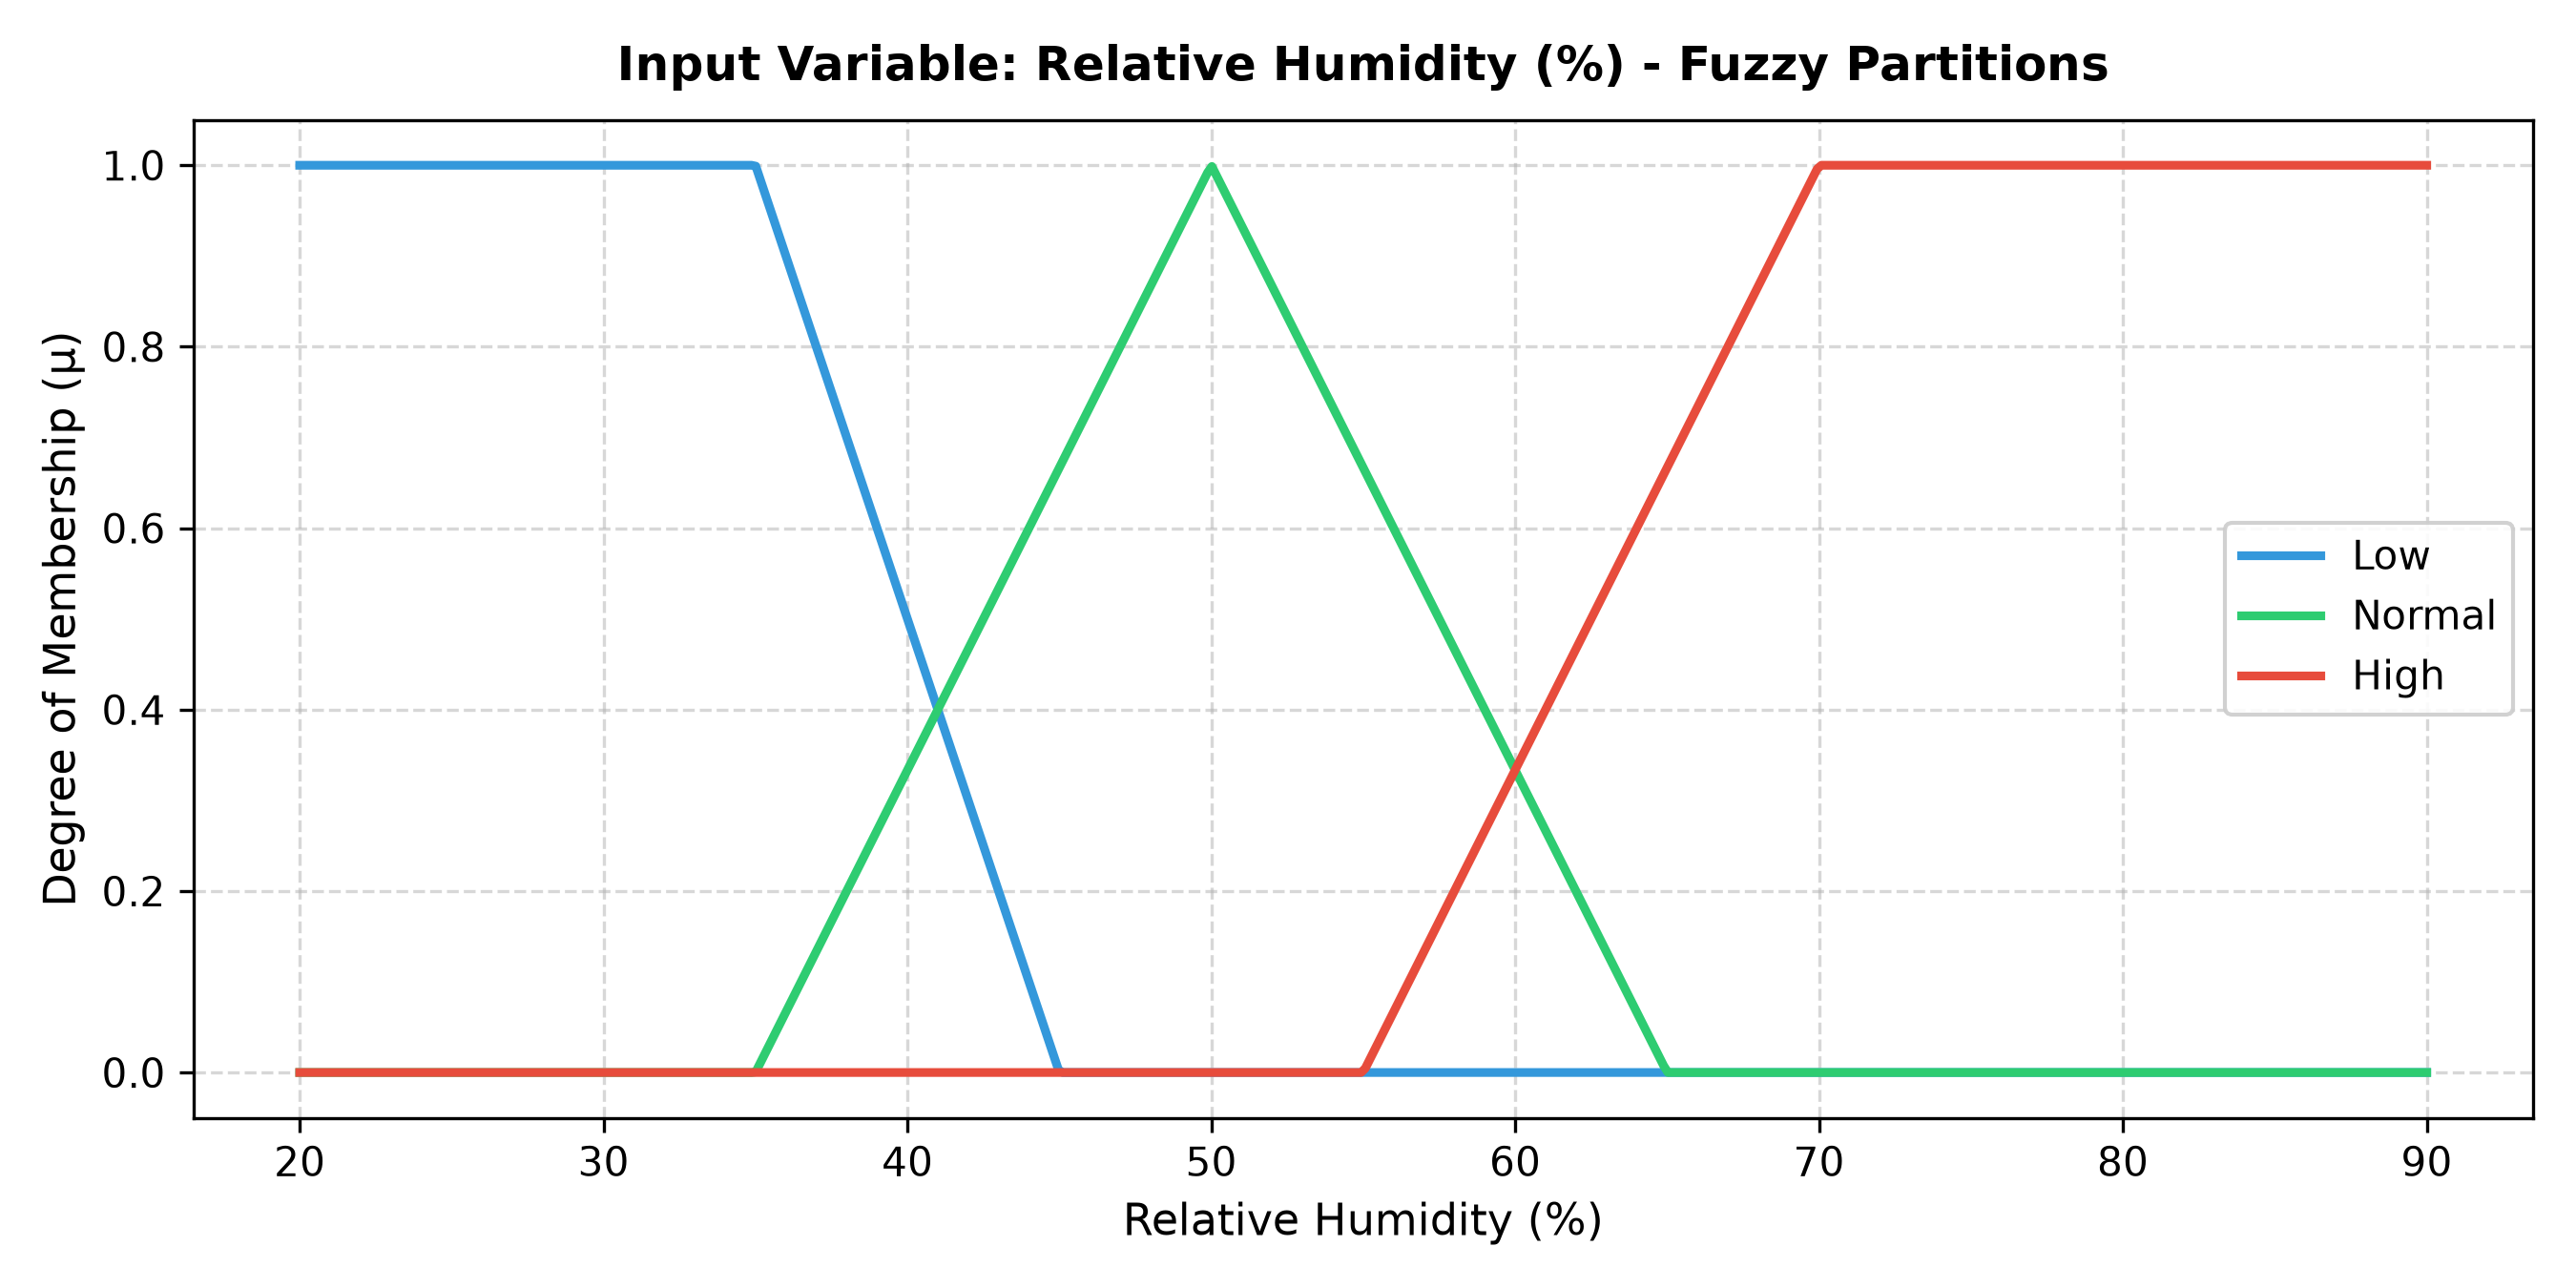 Input Variable: Relative Humidity (%) - Fuzzy Partitions
Degree of Membership (µ)
1.0
0.8
0.6
0.4
0.2
0.0
Low
Normal
High
20 30 40 50 60 70 80 90
Relative Humidity (%)